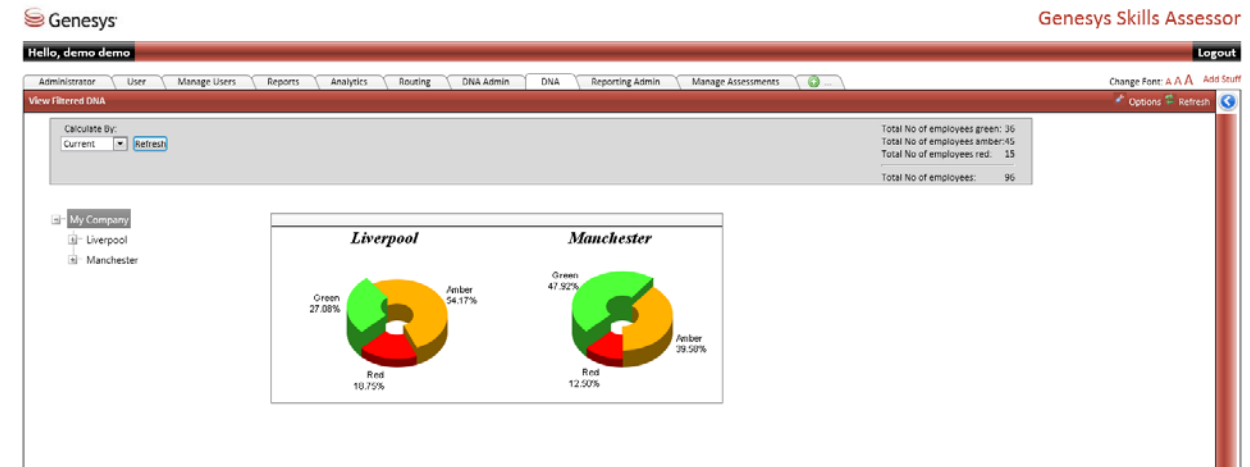 Genesys
Genesys Skills Assessor
Hello, demo demo
Logout
Administrator User Manage Users Reports Analytics Routing DNA Admin DNA Reporting Admin Manage Assessments ...
Change Font: A A A Add Stuff
View Filtered DNA
Options Refresh
Calculate By:
Current Refresh
Total No of employees green: 36
Total No of employees amber:45
Total No of employees red: 15
Total No of employees: 96
My Company
Liverpool
Manchester
Liverpool
Green
27.08%
Amber
54.17%
Red
18.75%
Manchester
Green
47.92%
Amber
39.58%
Red
12.50%